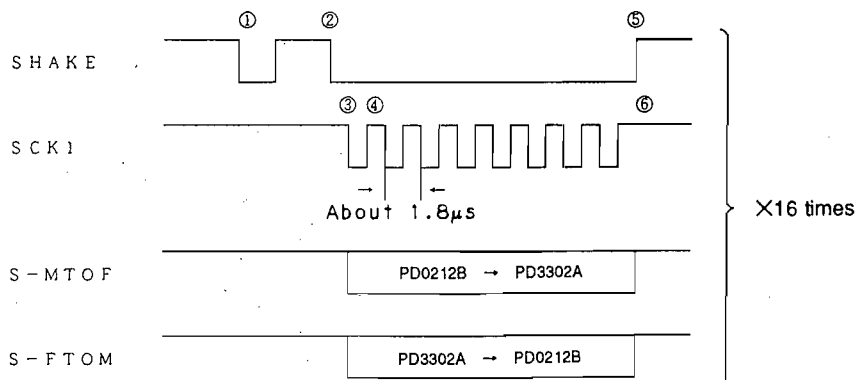 ① ② ⑤
SHAKE
③ ④ ⑥
SCK1
→ ←
About 1.8μs
×16 times
S-MTOF PD0212B → PD3302A
S-FTOM PD3302A → PD0212B